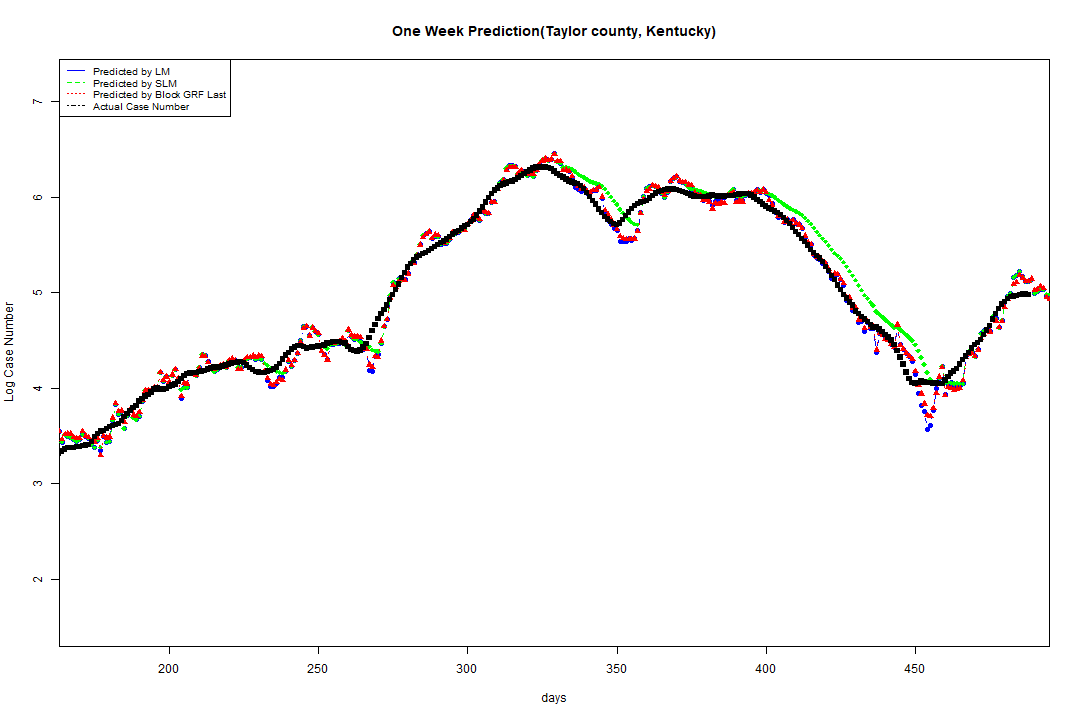 One Week Prediction(Taylor county, Kentucky)
Predicted by LM
Predicted by SLM
Predicted by Block GRF Last
Actual Case Number
7
6
5
4
3
2
Log Case Number
200 250 300 350 400 450
days